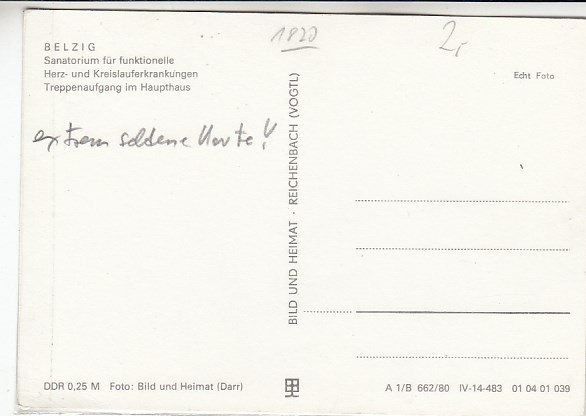 BELZIG
Sanatorium für funktionelle
Herz- und Kreislauferkrankungen
Treppenaufgang im Haupthaus
extrem seltene Karte!
1820
2,-
Echt Foto
BILD UND HEIMAT · REICHENBACH (VOGTL)
DDR 0,25 M Foto: Bild und Heimat (Darr)
A 1/B 662/80 IV-14-483 01 04 01 039